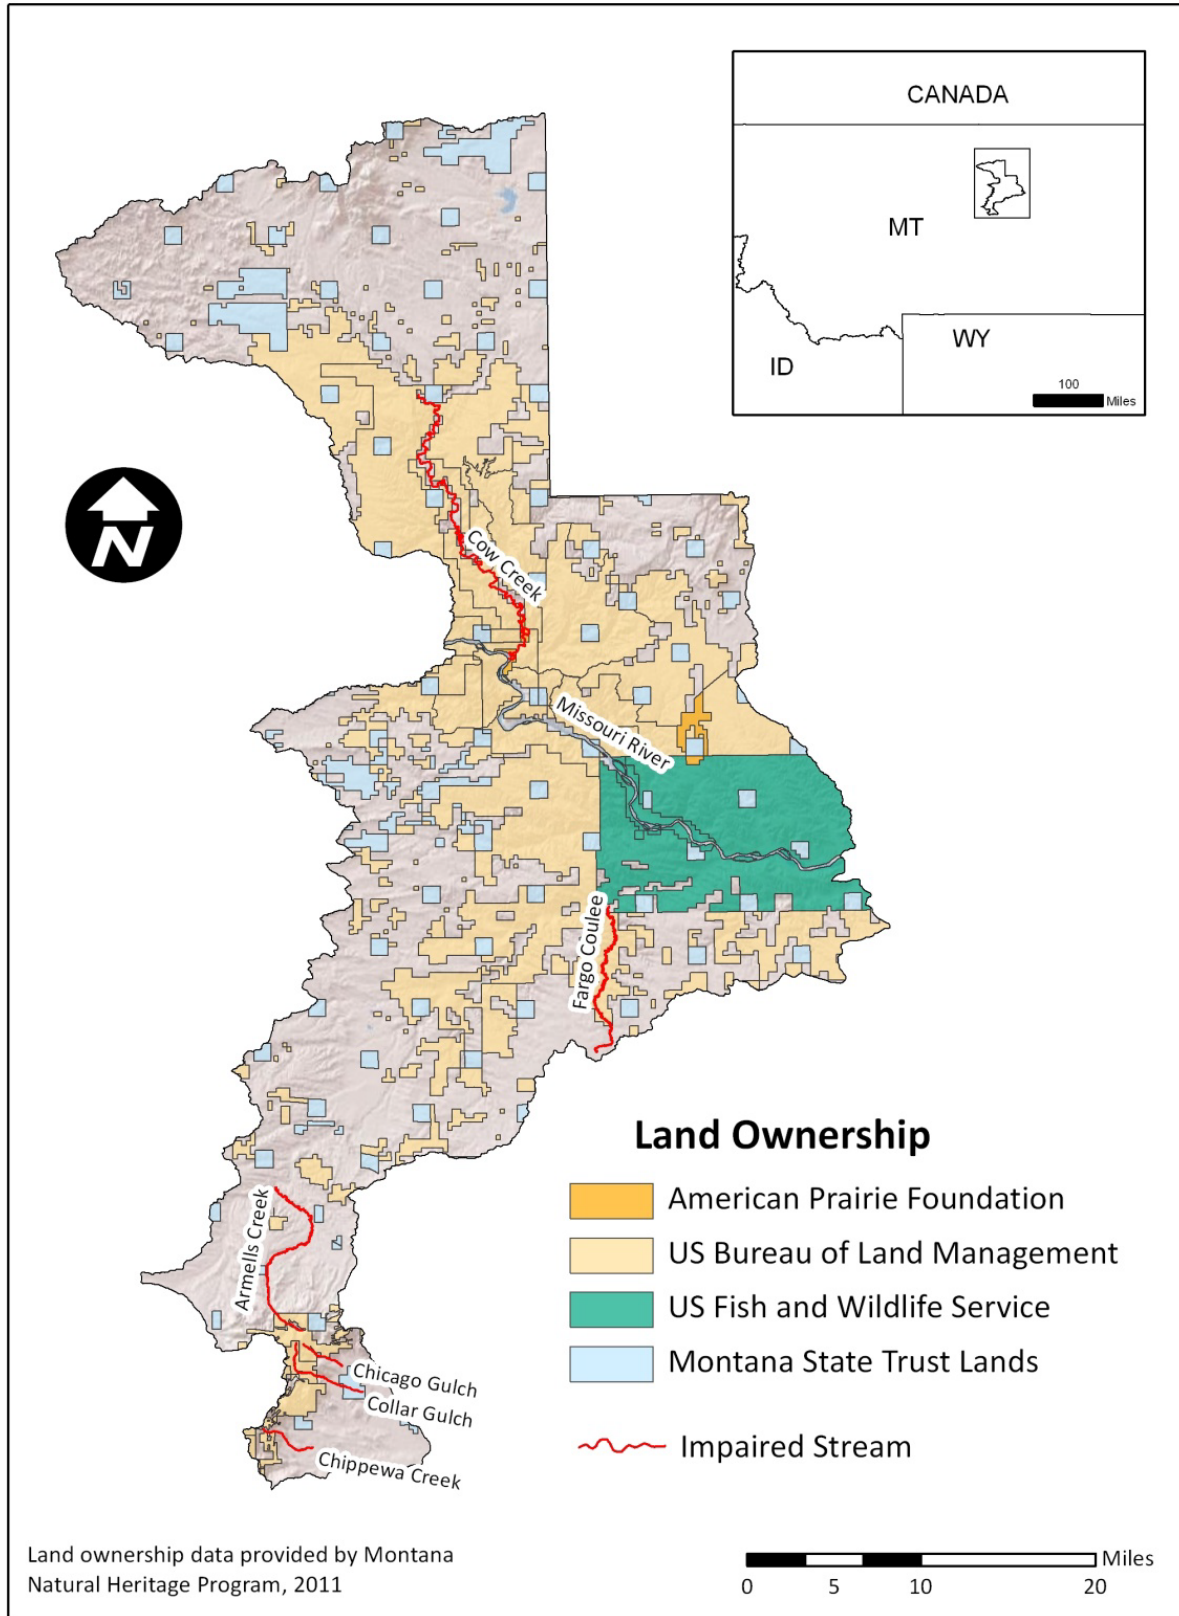 CANADA
MT
WY
ID
100
Miles
N
Cow Creek
Missouri River
Fargo Coulee
Armells Creek
Chicago Gulch
Collar Gulch
Chippewa Creek
Land Ownership
American Prairie Foundation
US Bureau of Land Management
US Fish and Wildlife Service
Montana State Trust Lands
Impaired Stream
Land ownership data provided by Montana
Natural Heritage Program, 2011
Miles
0 5 10 20